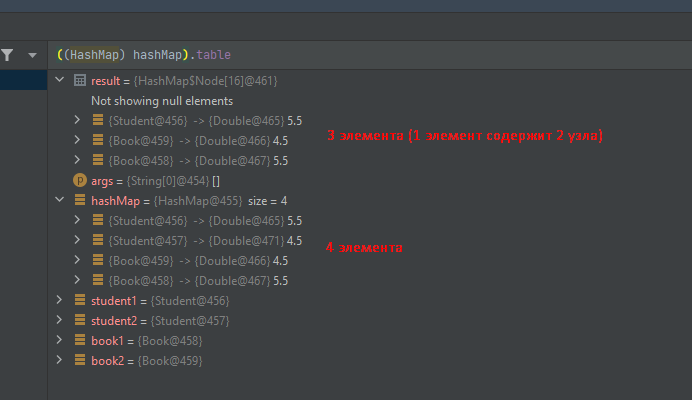 ((HashMap) hashMap).table
result = {HashMap$Node[16]@461}
Not showing null elements
{Student@456} -> {Double@465} 5.5
{Book@459} -> {Double@466} 4.5
3 элемента (1 элемент содержит 2 узла)
{Book@458} -> {Double@467} 5.5
p args = {String[0]@454} []
hashMap = {HashMap@455} size = 4
{Student@456} -> {Double@465} 5.5
{Student@457} -> {Double@471} 4.5
4 элемента
{Book@459} -> {Double@466} 4.5
{Book@458} -> {Double@467} 5.5
student1 = {Student@456}
student2 = {Student@457}
book1 = {Book@458}
book2 = {Book@459}